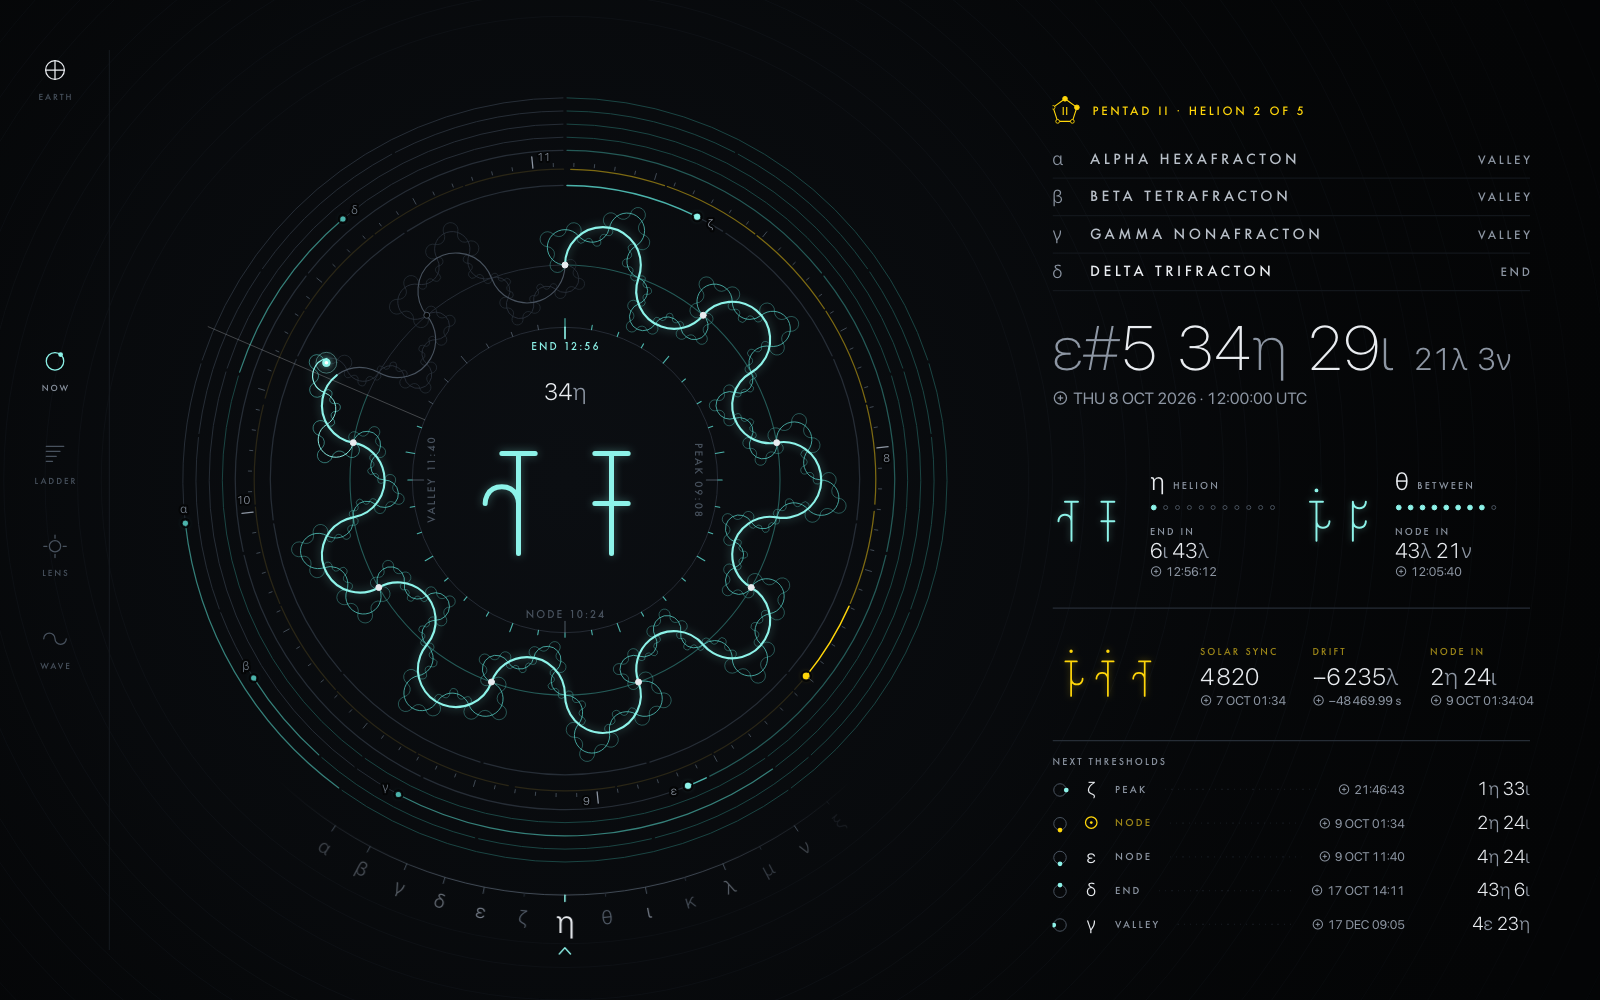 EARTH
NOW
LADDER
LENS
WAVE
11
δ
ζ
8
10
α
β
γ
ε
9
END 12:56
34η
VALLEY 11:40
PEAK 09:08
NODE 10:24
α β γ δ ε ζ η θ ι κ λ μ ν ξ
II PENTAD II · HELION 2 OF 5
α ALPHA HEXAFRACTON VALLEY
β BETA TETRAFRACTON VALLEY
γ GAMMA NONAFRACTON VALLEY
δ DELTA TRIFRACTON END
ε#5 34η 29ι 21λ 3ν
THU 8 OCT 2026 · 12:00:00 UTC
η HELION
END IN
6ι 43λ
12:56:12
θ BETWEEN
NODE IN
43λ 21ν
12:05:40
SOLAR SYNC
4820
7 OCT 01:34
DRIFT
−6 235λ
−48 469.99 s
NODE IN
2η 24ι
9 OCT 01:34:04
NEXT THRESHOLDS
ζ PEAK 21:46:43 1η 33ι
NODE 9 OCT 01:34 2η 24ι
ε NODE 9 OCT 11:40 4η 24ι
δ END 17 OCT 14:11 43η 6ι
γ VALLEY 17 DEC 09:05 4ε 23η